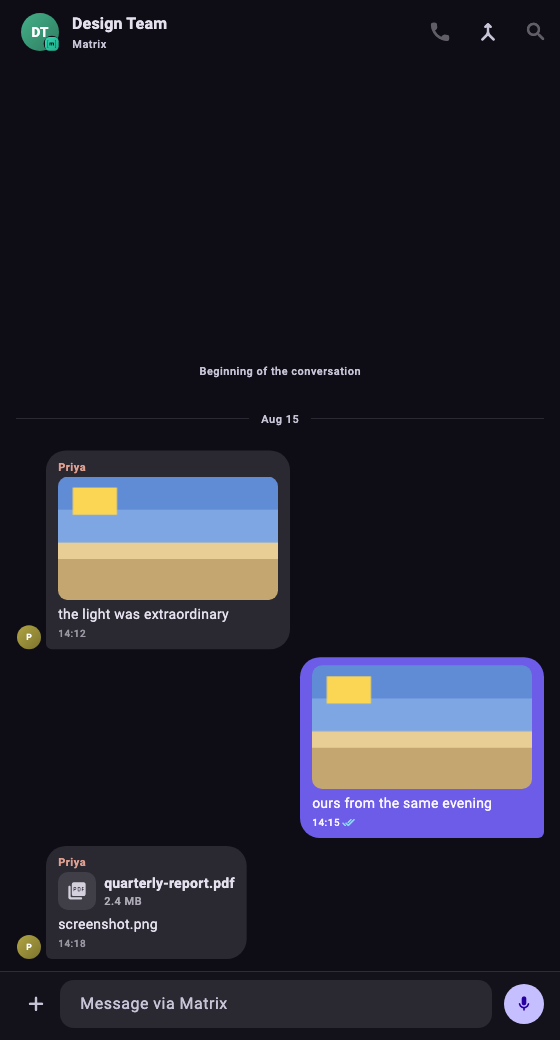 DT
m
Design Team
Matrix
Beginning of the conversation
Aug 15
Priya
the light was extraordinary
14:12
P
ours from the same evening
14:15
Priya
PDF
quarterly-report.pdf
2.4 MB
screenshot.png
14:18
P
Message via Matrix